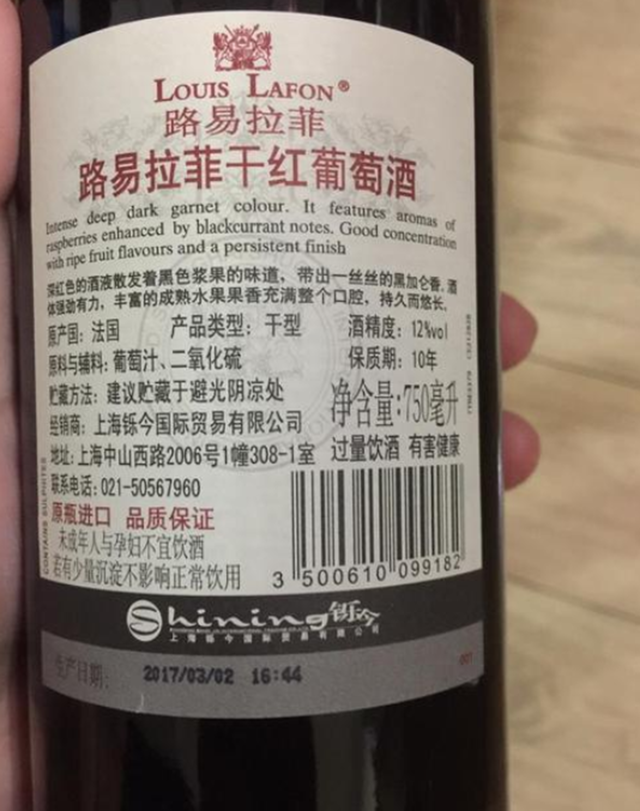 LOUIS LAFON®
路易拉菲
路易拉菲干红葡萄酒
Intense deep dark garnet colour. It features aromas of
raspberries enhanced by blackcurrant notes. Good concentration
with ripe fruit flavours and a persistent finish
深红色的酒液散发着黑色浆果的味道，带出一丝丝的黑加仑香，酒
体强劲有力，丰富的成熟水果果香充满整个口腔，持久而悠长。
原产国：法国 产品类型：干型 酒精度：12%vol
原料与辅料：葡萄汁、二氧化硫 保质期：10年
贮藏方法：建议贮藏于避光阴凉处 净含量：750毫升
经销商：上海铄今国际贸易有限公司
地址：上海中山西路2006号1幢308-1室 过量饮酒 有害健康
联系电话：021-50567960
原瓶进口 品质保证
未成年人与孕妇不宜饮酒
若有少量沉淀不影响正常饮用
3 500610 099182
CONTAINS SULPHITES
Shining铄今
上海铄今国际贸易有限公司
生产日期： 2017/03/02 16:44
001